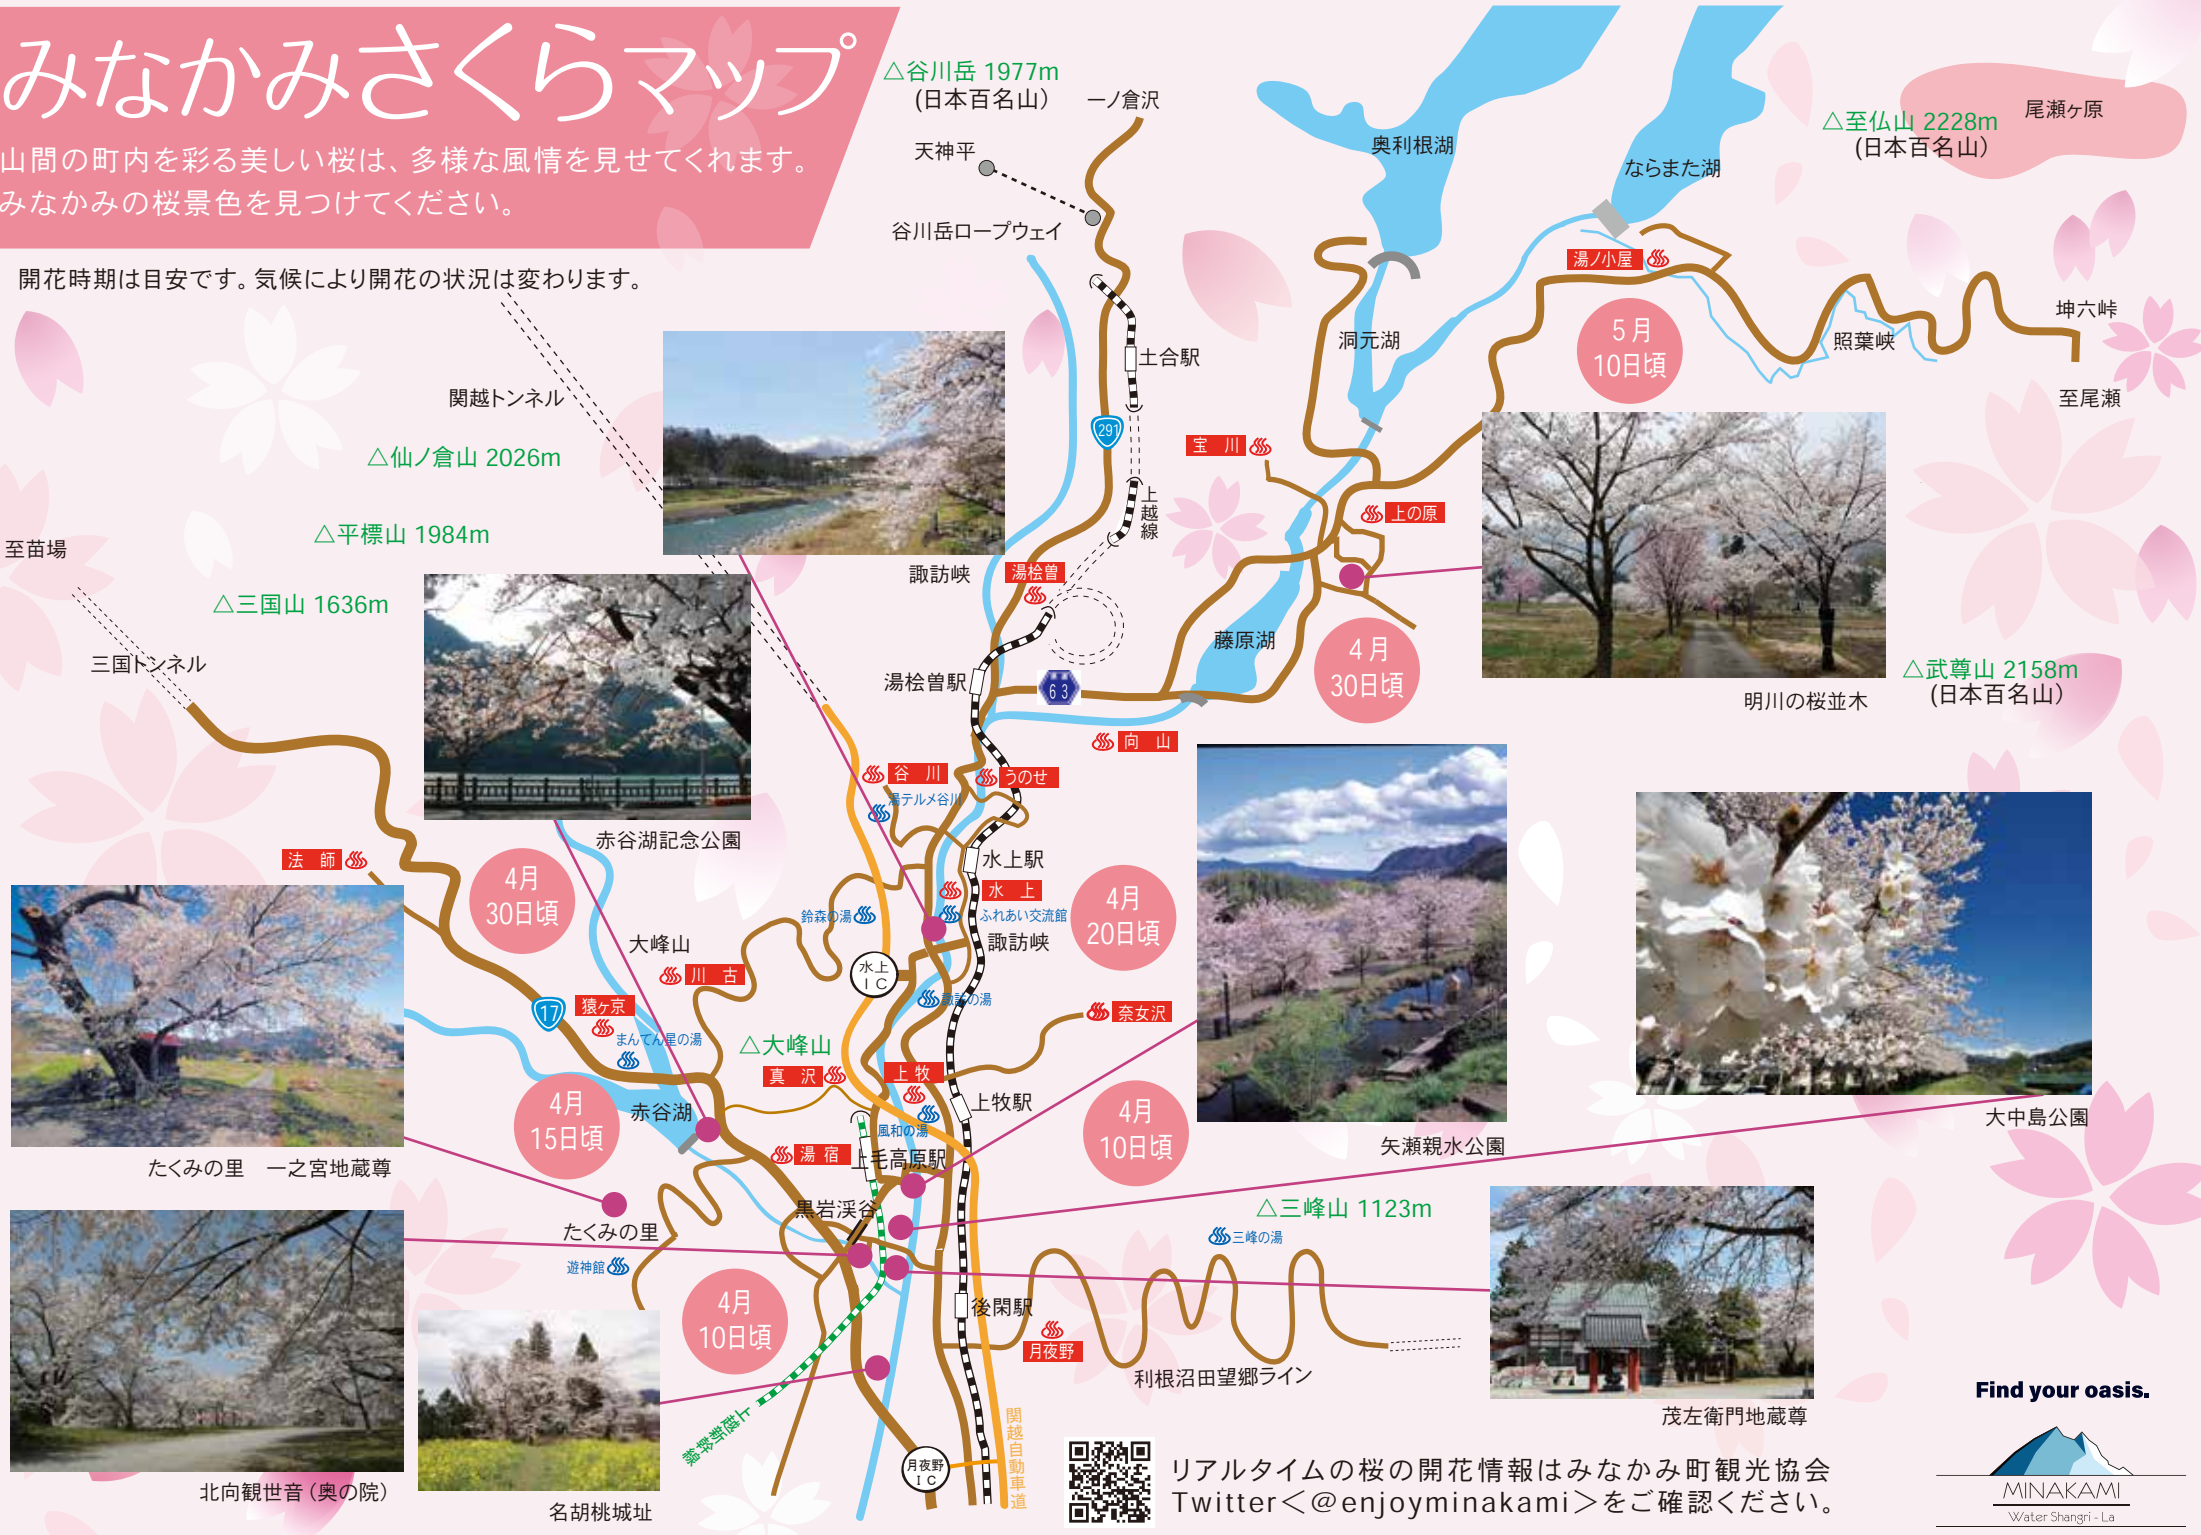 みなかみさくらマップ
山間の町内を彩る美しい桜は、多様な風情を見せてくれます。
みなかみの桜景色を見つけてください。
開花時期は目安です。気候により開花の状況は変わります。
△谷川岳 1977m
(日本百名山)
一ノ倉沢
天神平
谷川岳ロープウェイ
奥利根湖
ならまた湖
△至仏山 2228m
(日本百名山)
尾瀬ヶ原
湯ノ小屋
坤六峠
照葉峡
至尾瀬
5月
10日頃
洞元湖
土合駅
291
上越線
宝 川
上の原
関越トンネル
△仙ノ倉山 2026m
△平標山 1984m
△三国山 1636m
至苗場
三国トンネル
諏訪峡
湯桧曽
湯桧曽駅
63
藤原湖
4月
30日頃
明川の桜並木
△武尊山 2158m
(日本百名山)
向 山
谷 川
湯テルメ谷川
うのせ
赤谷湖記念公園
法 師
4月
30日頃
水上駅
水 上
ふれあい交流館
諏訪峡
4月
20日頃
鈴森の湯
大峰山
川 古
水上
IC
諏訪の湯
奈女沢
17
猿ヶ京
まんてん星の湯
△大峰山
真 沢
上牧
風和の湯
上牧駅
4月
10日頃
矢瀬親水公園
大中島公園
4月
15日頃
赤谷湖
たくみの里 一之宮地蔵尊
湯宿
上毛高原駅
黒岩渓谷
たくみの里
遊神館
△三峰山 1123m
三峰の湯
4月
10日頃
後閑駅
月夜野
利根沼田望郷ライン
茂左衛門地蔵尊
上越新幹線
月夜野
IC
関越自動車道
北向観世音(奥の院)
名胡桃城址
リアルタイムの桜の開花情報はみなかみ町観光協会
Twitter＜@enjoyminakami＞をご確認ください。
Find your oasis.
MINAKAMI
Water Shangri-La